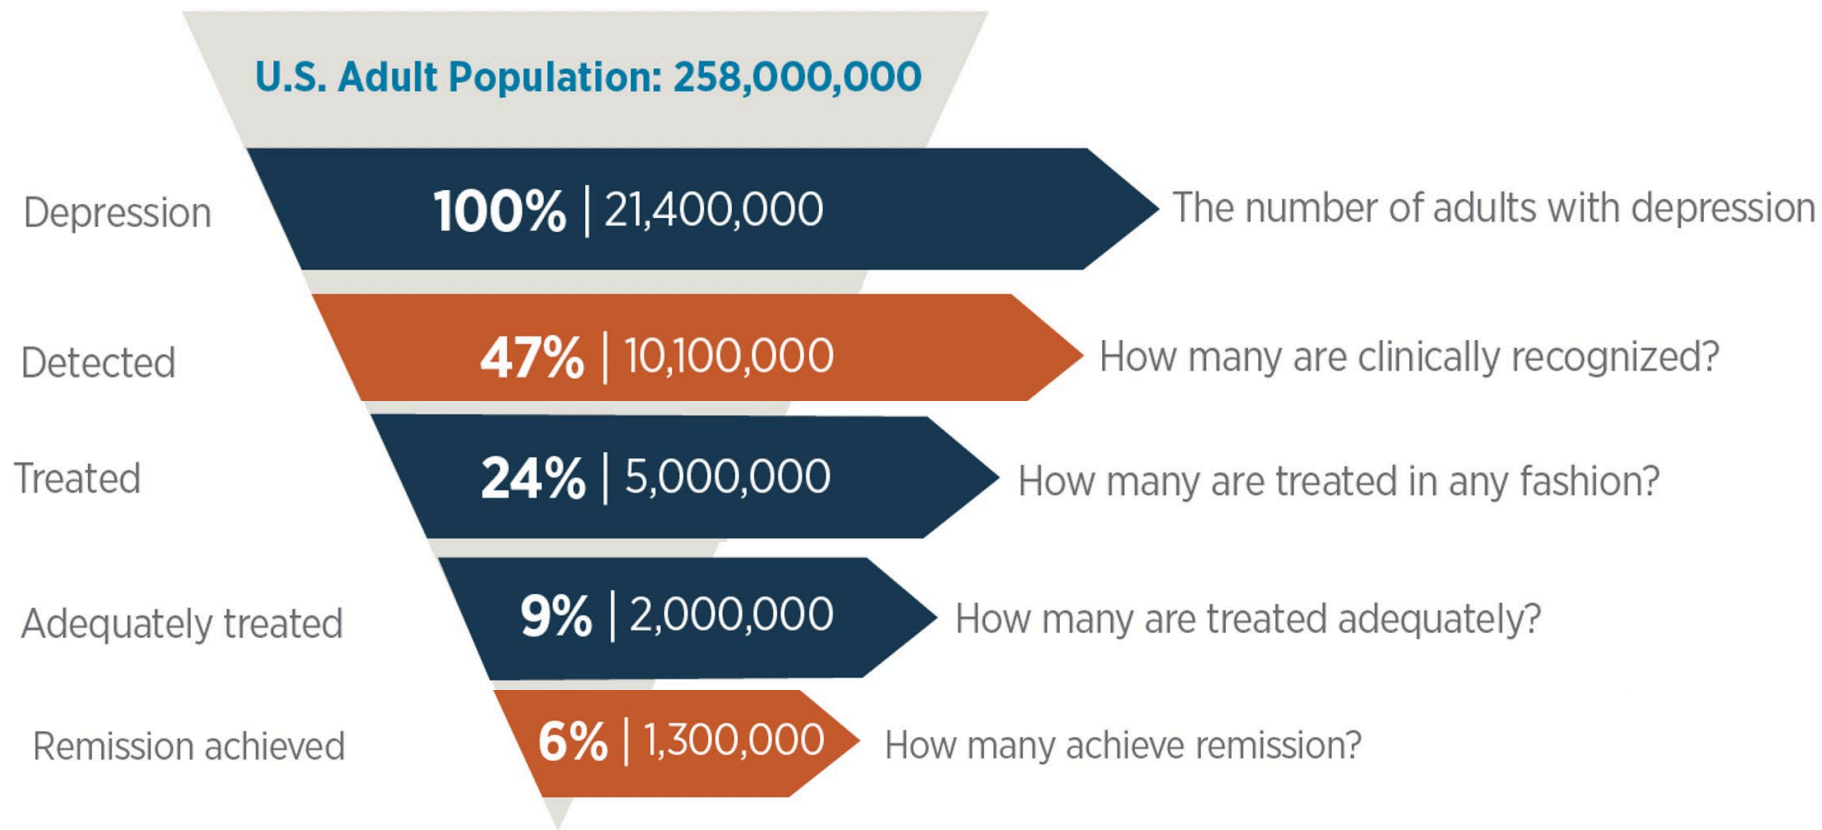 U.S. Adult Population: 258,000,000
Depression
100% | 21,400,000
The number of adults with depression
Detected
47% | 10,100,000
How many are clinically recognized?
Treated
24% | 5,000,000
How many are treated in any fashion?
Adequately treated
9% | 2,000,000
How many are treated adequately?
Remission achieved
6% | 1,300,000
How many achieve remission?